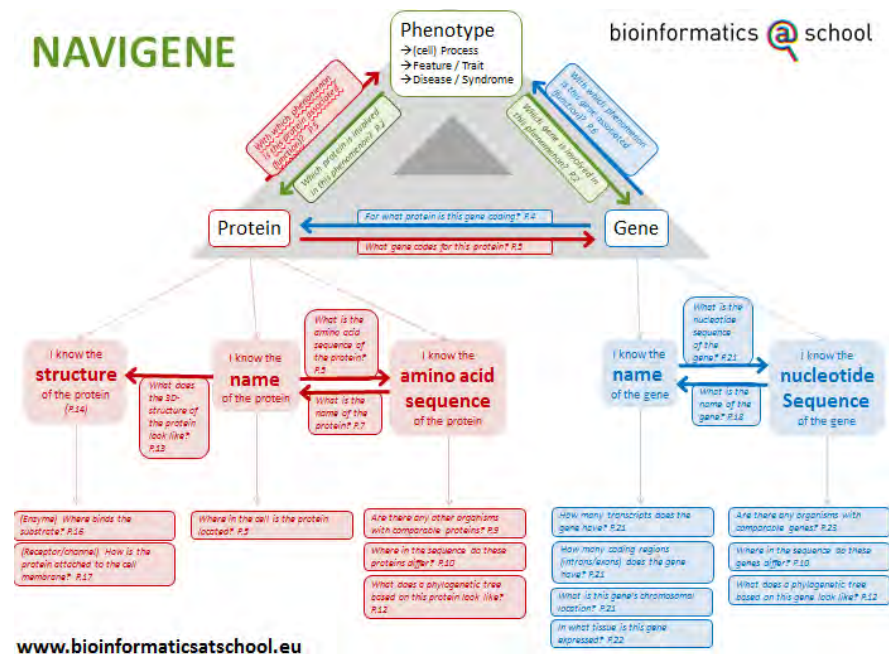 NAVIGENE
Phenotype
→(cell) Process
→Feature / Trait
→Disease / Syndrome
bioinformatics @ school
With which phenomenon
is this protein associated
(function)? P.5
Which protein is involved
in this phenomenon? P.2
Which gene is involved in
this phenomenon? P.2
With which phenomenon
is this gene associated
(function)? P.6
Protein
For what protein is this gene coding? P.4
What gene codes for this protein? P.3
Gene
I know the
structure
of the protein
(P.14)
What does
the 3D-
structure of
the protein
look like?
P.13
I know the
name
of the protein
What is the
amino acid
sequence
of the protein?
P.5
What is the
name of the
protein? P.7
I know the
amino acid
sequence
of the protein
I know the
name
of the gene
What is the
nucleotide
sequence
of the
gene? P.21
What is the
name of the
gene? P.18
I know the
nucleotide
Sequence
of the gene
(Enzyme) Where binds the
substrate? P.16
(Receptor/channel) How is the
protein attached to the cell
membrane? P.17
Where in the cell is the protein
located? P.5
Are there any other organisms
with comparable proteins? P.9
Where in the sequence do these
proteins differ? P.10
What does a phylogenetic tree
based on this protein look like?
P.12
How many transcripts does the
gene have? P.21
How many coding regions
(introns/exons) does the gene
have? P.21
What is this gene's chromosomal
location? P.21
In what tissue is this gene
expressed? P.22
Are there any organisms with
comparable genes? P.23
Where in the sequence do these
genes differ? P.10
What does a phylogenetic tree
based on this gene look like? P.12
www.bioinformaticsatschool.eu